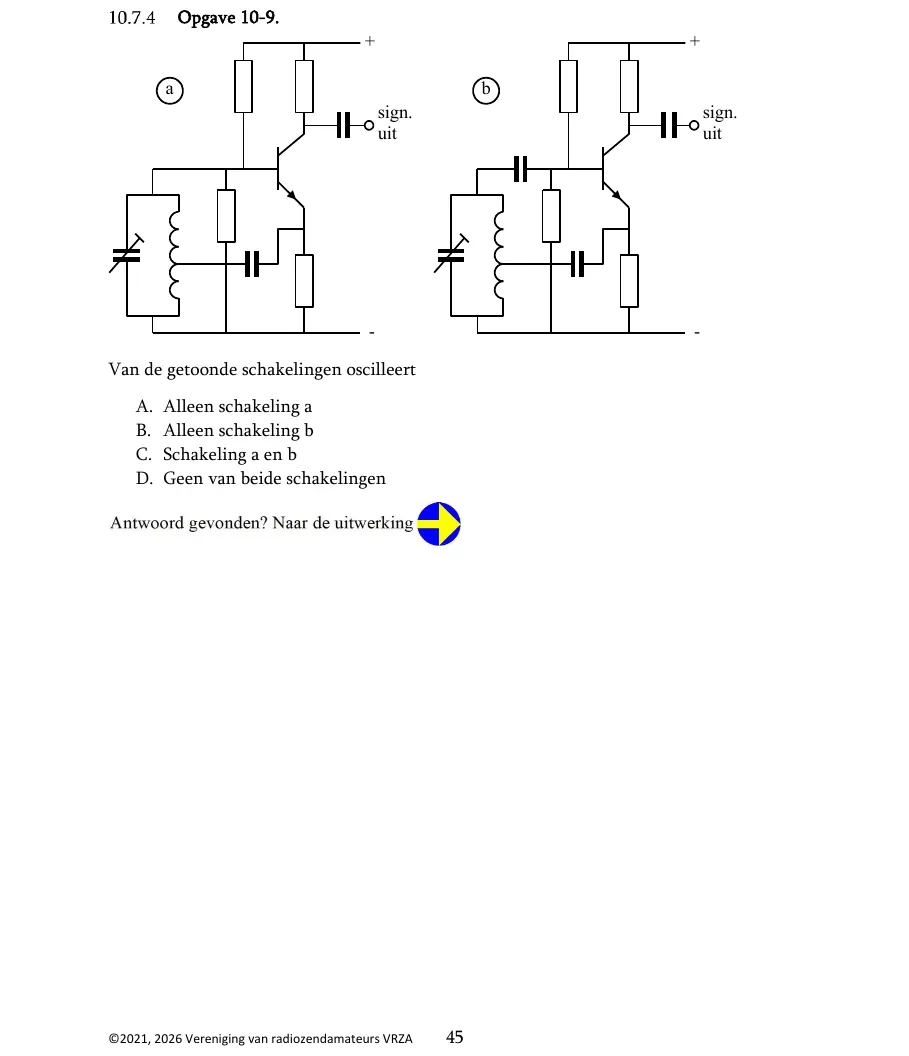 10.7.4 Opgave 10-9.
+
+
a
b
sign.
uit
sign.
uit
-
-
Van de getoonde schakelingen oscilleert
A. Alleen schakeling a
B. Alleen schakeling b
C. Schakeling a en b
D. Geen van beide schakelingen
Antwoord gevonden? Naar de uitwerking
©2021, 2026 Vereniging van radiozendamateurs VRZA 45